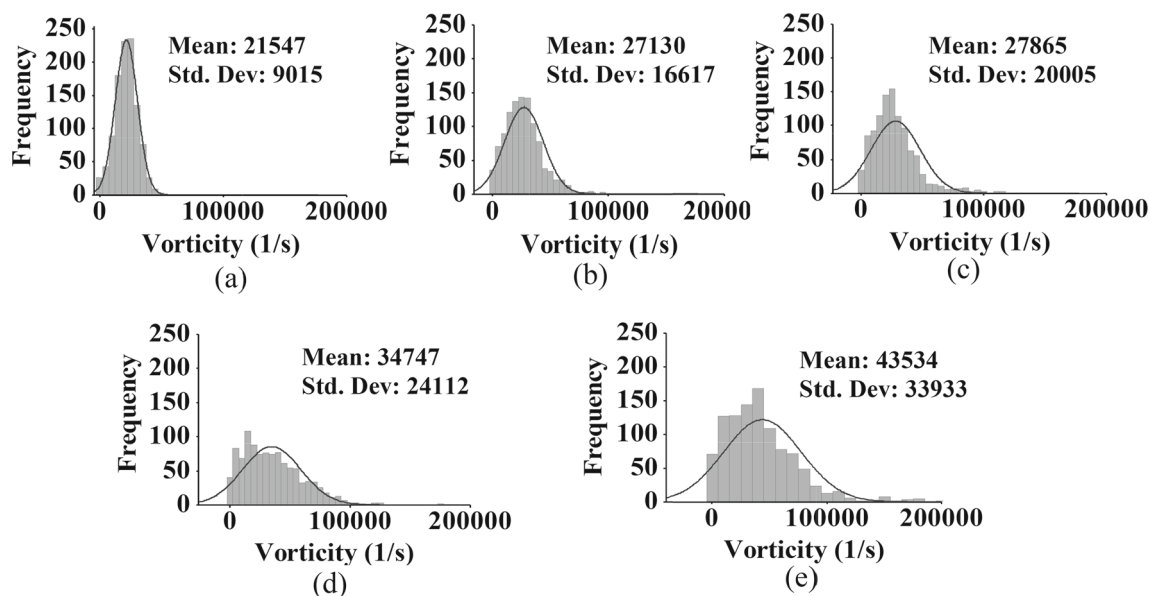 250
200
150
100
50
0
Frequency
Mean: 21547
Std. Dev: 9015
0 100000 200000
Vorticity (1/s)
(a)
250
200
150
100
50
0
Frequency
Mean: 27130
Std. Dev: 16617
0 100000 20000
Vorticity (1/s)
(b)
250
200
150
100
50
0
Frequency
Mean: 27865
Std. Dev: 20005
0 100000 200000
Vorticity (1/s)
(c)
250
200
150
100
50
0
Frequency
Mean: 34747
Std. Dev: 24112
0 100000 200000
Vorticity (1/s)
(d)
250
200
150
100
50
0
Frequency
Mean: 43534
Std. Dev: 33933
0 100000 200000
Vorticity (1/s)
(e)